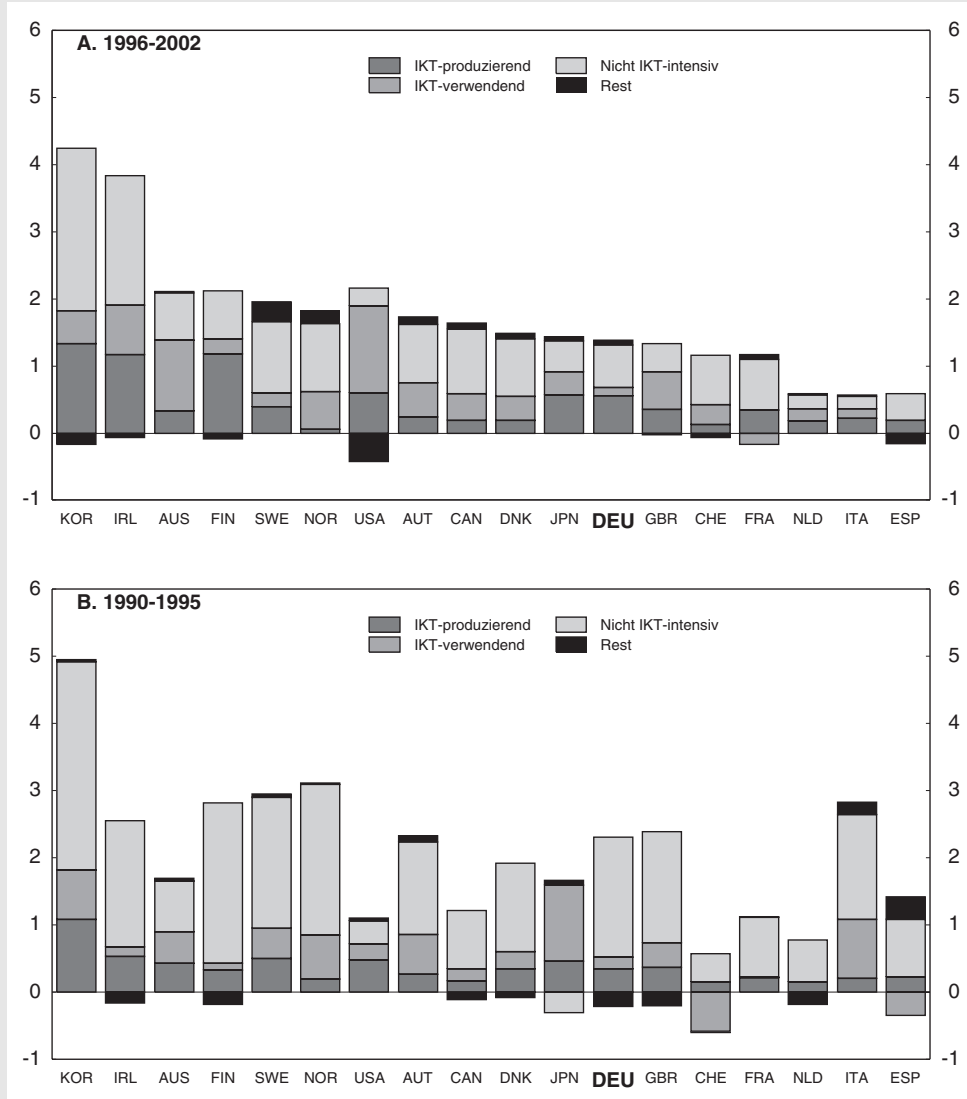 6 6
A. 1996-2002
IKT-produzierend Nicht IKT-intensiv
IKT-verwendend Rest
5 5
4 4
3 3
2 2
1 1
0 0
-1 -1
KOR IRL AUS FIN SWE NOR USA AUT CAN DNK JPN DEU GBR CHE FRA NLD ITA ESP
6 6
B. 1990-1995
IKT-produzierend Nicht IKT-intensiv
IKT-verwendend Rest
5 5
4 4
3 3
2 2
1 1
0 0
-1 -1
KOR IRL AUS FIN SWE NOR USA AUT CAN DNK JPN DEU GBR CHE FRA NLD ITA ESP